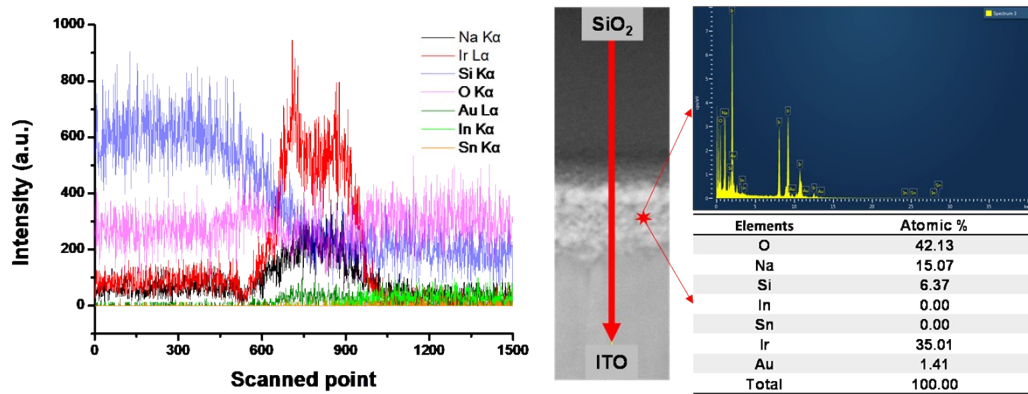 1000
800
600
400
200
0
Intensity (a.u.)
0 300 600 900 1200 1500
Scanned point
Na Kα
Ir Lα
Si Kα
O Kα
Au Lα
In Kα
Sn Kα
SiO₂
ITO
Spectrum 3
Elements Atomic %
O 42.13
Na 15.07
Si 6.37
In 0.00
Sn 0.00
Ir 35.01
Au 1.41
Total 100.00